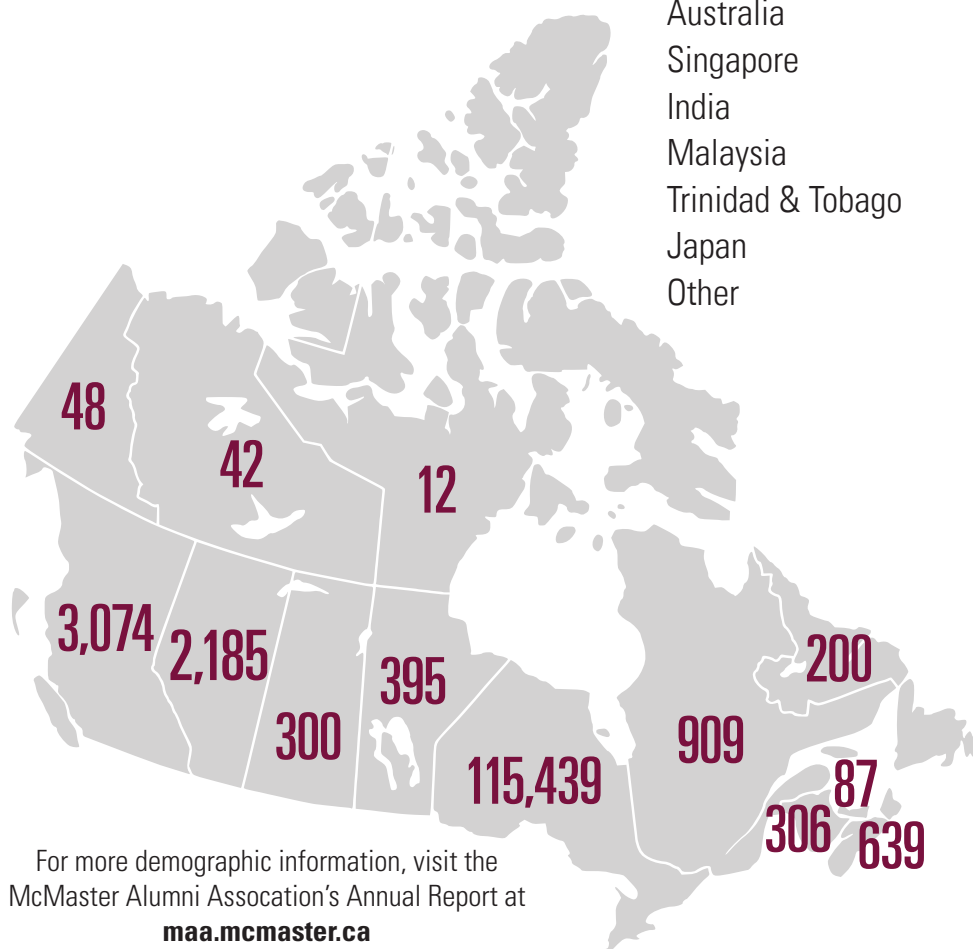 Australia
Singapore
India
Malaysia
Trinidad & Tobago
Japan
Other
48
42
12
3,074
2,185
300
395
115,439
909
200
87
306
639
For more demographic information, visit the
McMaster Alumni Assocation's Annual Report at
maa.mcmaster.ca